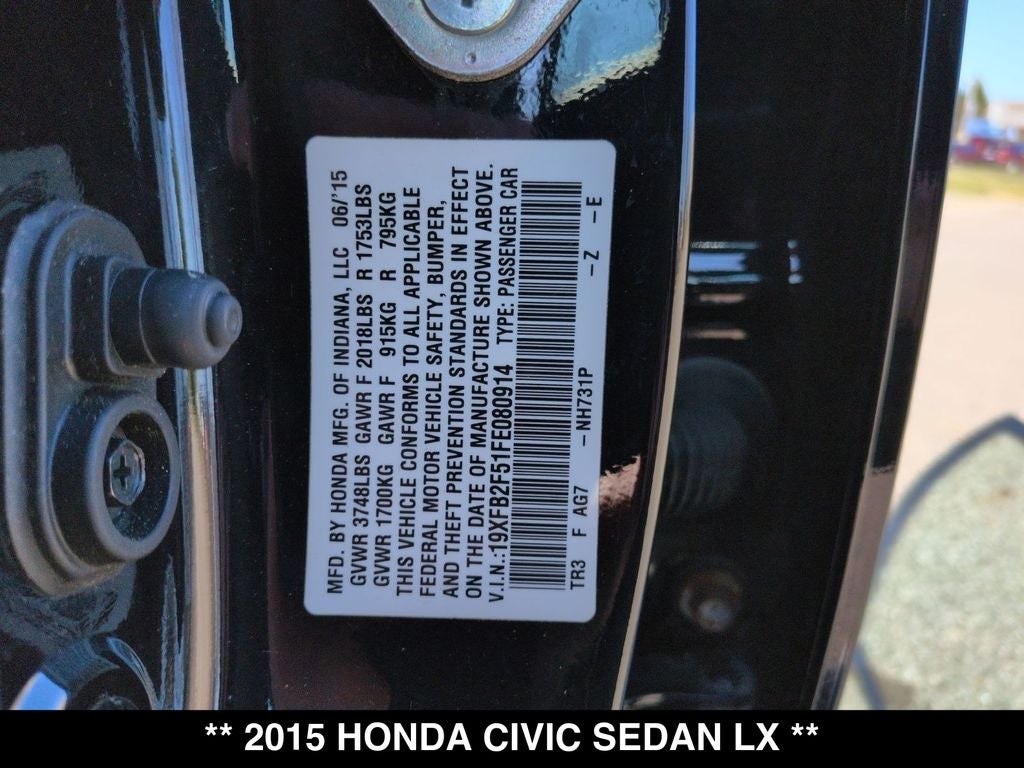 MFD. BY HONDA MFG. OF INDIANA, LLC 06/'15
GVWR 3748LBS GAWR F 2018LBS R 1753LBS
GVWR 1700KG GAWR F 915KG R 795KG
THIS VEHICLE CONFORMS TO ALL APPLICABLE
FEDERAL MOTOR VEHICLE SAFETY, BUMPER,
AND THEFT PREVENTION STANDARDS IN EFFECT
ON THE DATE OF MANUFACTURE SHOWN ABOVE.
V.I.N.:19XFB2F51FE080914 TYPE: PASSENGER CAR
TR3 F AG7 –NH731P –Z –E
** 2015 HONDA CIVIC SEDAN LX **